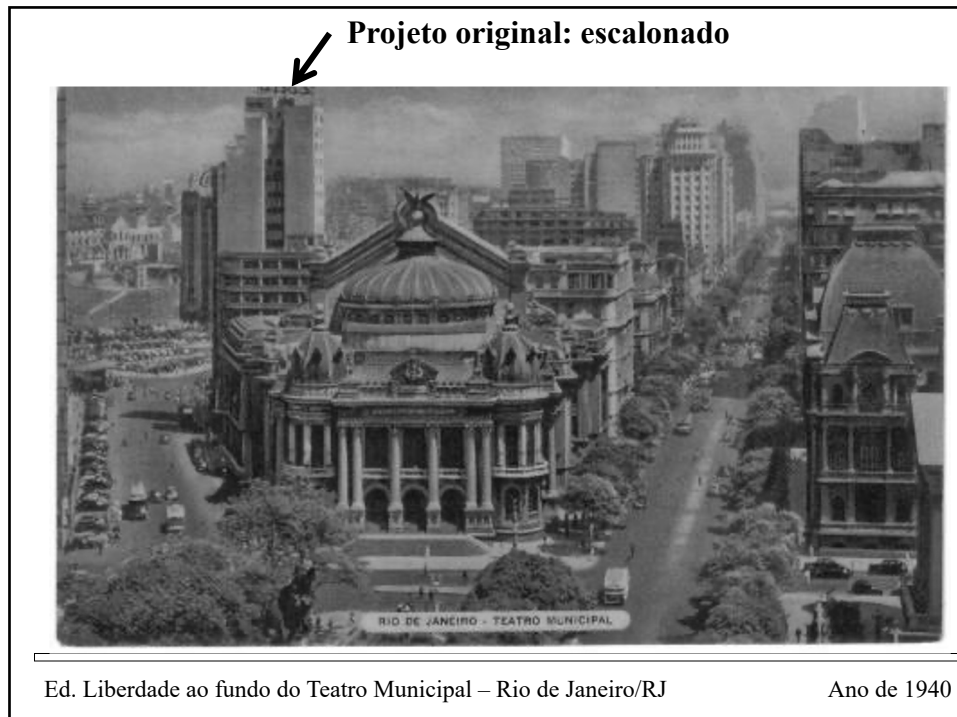 Projeto original: escalonado
RIO DE JANEIRO - TEATRO MUNICIPAL
Ed. Liberdade ao fundo do Teatro Municipal – Rio de Janeiro/RJ Ano de 1940